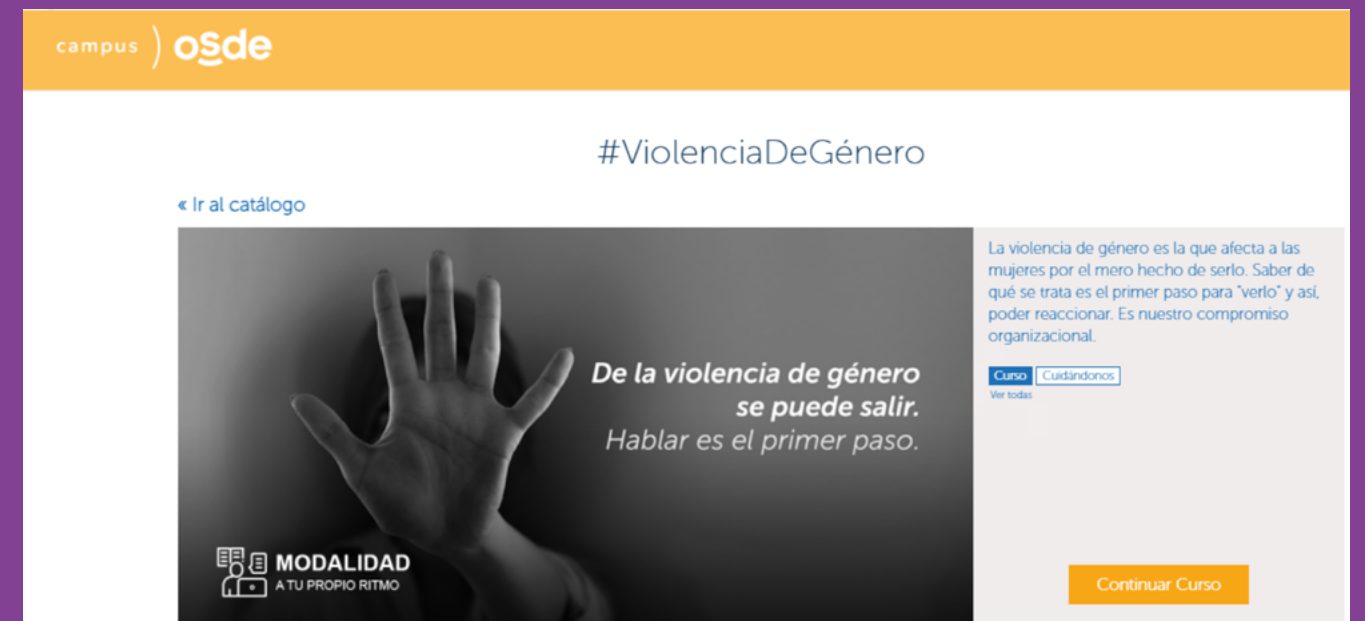 campus ) osde
#ViolenciaDeGénero
« Ir al catálogo
De la violencia de género
se puede salir.
Hablar es el primer paso.
MODALIDAD
A TU PROPIO RITMO
La violencia de género es la que afecta a las
mujeres por el mero hecho de serlo. Saber de
qué se trata es el primer paso para "verlo" y así,
poder reaccionar. Es nuestro compromiso
organizacional.
Curso Cuidándonos
Ver todas
Continuar Curso